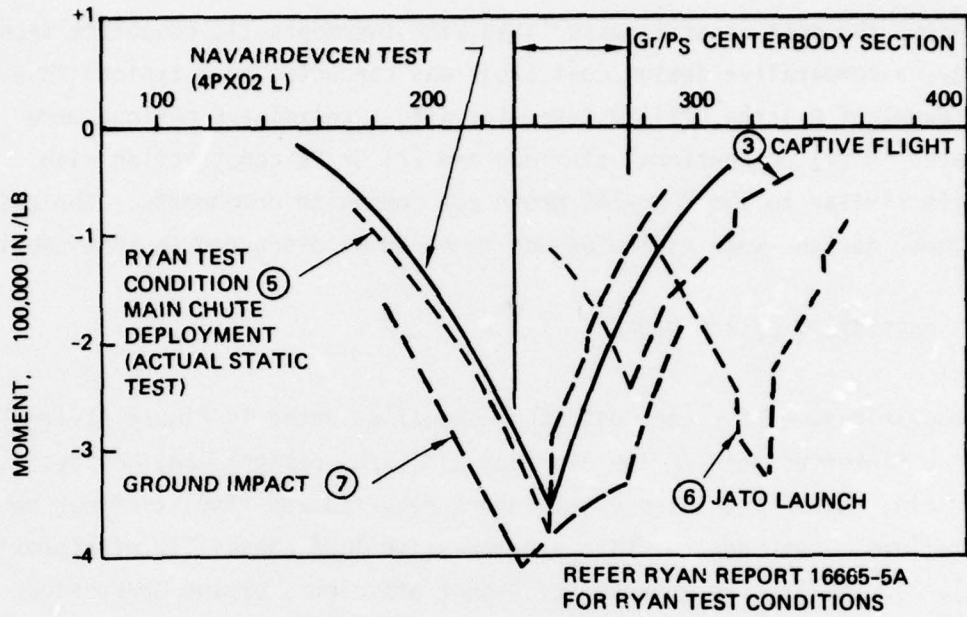 +1
NAVAIRDEVCEN TEST
(4PX02 L)
Gr/PS CENTERBODY SECTION
100
200
300
400
0
③ CAPTIVE FLIGHT
-1
RYAN TEST
CONDITION ⑤
MAIN CHUTE
DEPLOYMENT
(ACTUAL STATIC
TEST)
-2
MOMENT, 100,000 IN./LB
-3
GROUND IMPACT ⑦
⑥ JATO LAUNCH
-4
REFER RYAN REPORT 16665-5A
FOR RYAN TEST CONDITIONS